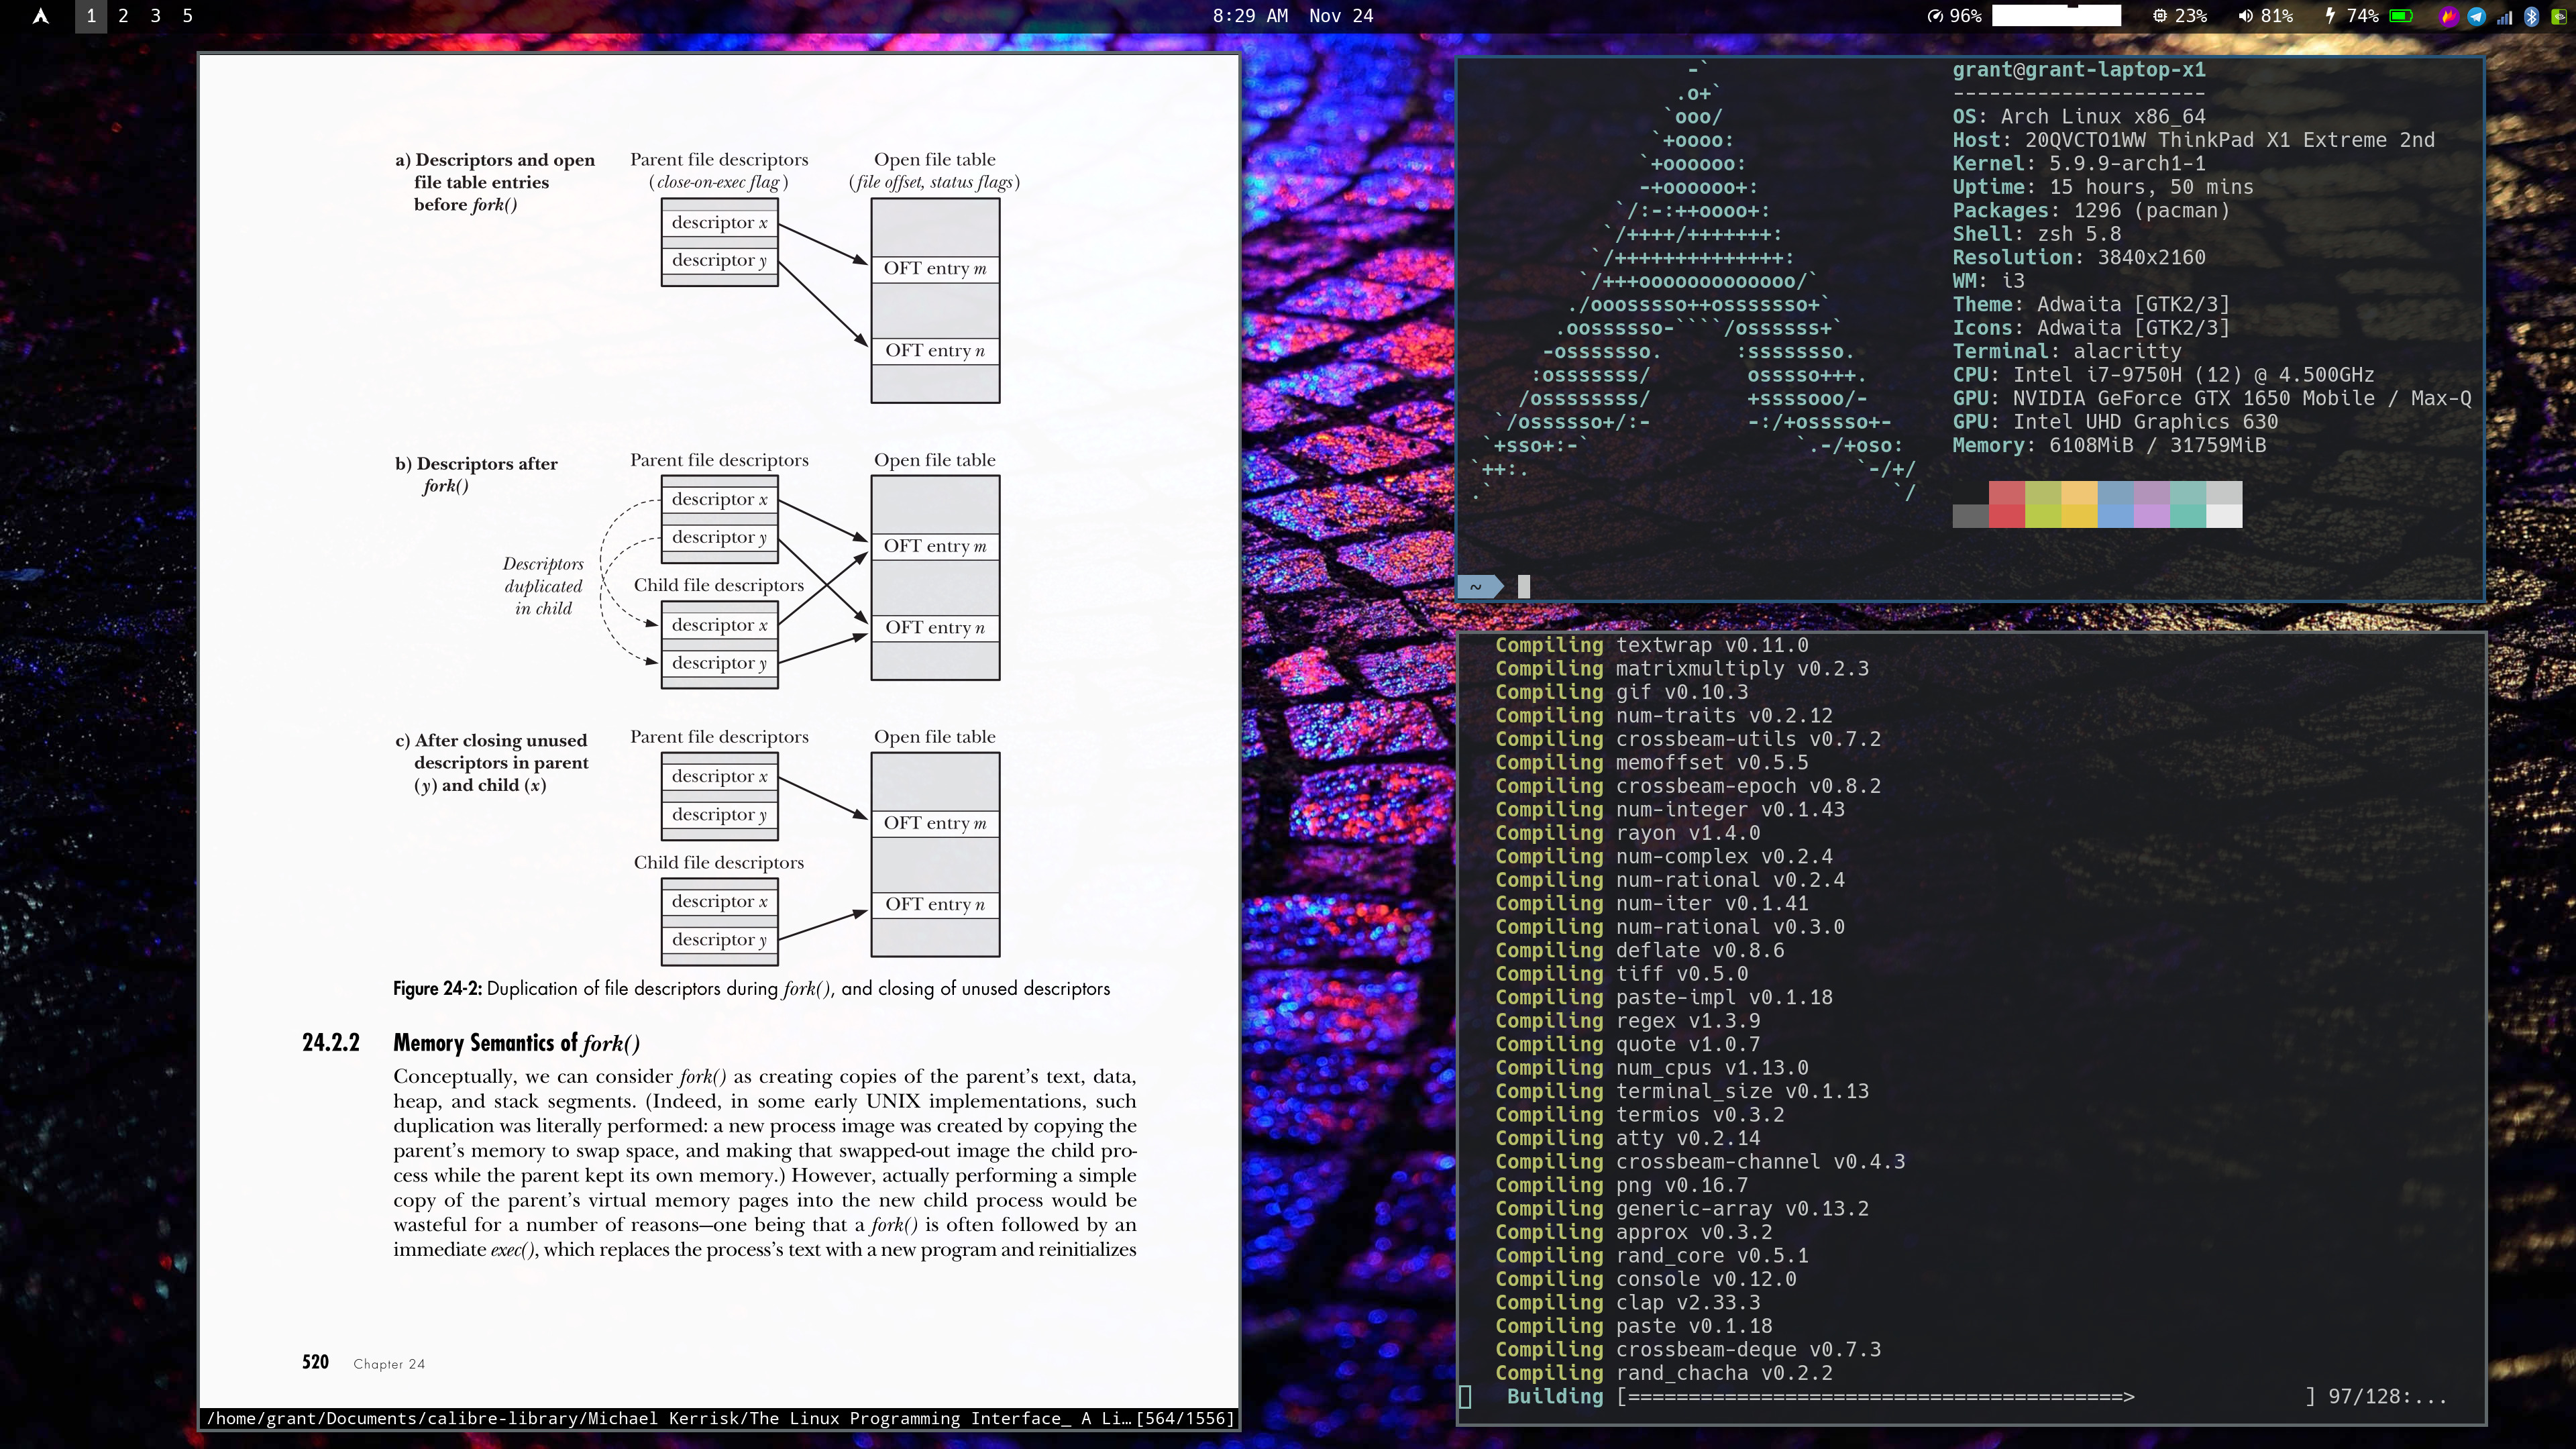 1 2 3 5
8:29 AM Nov 24
96% 23% 81% 74%
a) Descriptors and open
file table entries
before fork()
Parent file descriptors
(close-on-exec flag)
Open file table
(file offset, status flags)
descriptor x
descriptor y
OFT entry m
OFT entry n
b) Descriptors after
fork()
Parent file descriptors
Open file table
descriptor x
descriptor y
OFT entry m
Descriptors
duplicated
in child
Child file descriptors
descriptor x
descriptor y
OFT entry n
c) After closing unused
descriptors in parent
(y) and child (x)
Parent file descriptors
Open file table
descriptor x
descriptor y
OFT entry m
Child file descriptors
descriptor x
descriptor y
OFT entry n
Figure 24-2: Duplication of file descriptors during fork(), and closing of unused descriptors
24.2.2 Memory Semantics of fork()
Conceptually, we can consider fork() as creating copies of the parent's text, data,
heap, and stack segments. (Indeed, in some early UNIX implementations, such
duplication was literally performed: a new process image was created by copying the
parent's memory to swap space, and making that swapped-out image the child pro-
cess while the parent kept its own memory.) However, actually performing a simple
copy of the parent's virtual memory pages into the new child process would be
wasteful for a number of reasons—one being that a fork() is often followed by an
immediate exec(), which replaces the process's text with a new program and reinitializes
520 Chapter 24
/home/grant/Documents/calibre-library/Michael Kerrisk/The Linux Programming Interface_ A Li… [564/1556]
grant@grant-laptop-x1
---------------------
OS: Arch Linux x86_64
Host: 20QVCTO1WW ThinkPad X1 Extreme 2nd
Kernel: 5.9.9-arch1-1
Uptime: 15 hours, 50 mins
Packages: 1296 (pacman)
Shell: zsh 5.8
Resolution: 3840x2160
WM: i3
Theme: Adwaita [GTK2/3]
Icons: Adwaita [GTK2/3]
Terminal: alacritty
CPU: Intel i7-9750H (12) @ 4.500GHz
GPU: NVIDIA GeForce GTX 1650 Mobile / Max-Q
GPU: Intel UHD Graphics 630
Memory: 6108MiB / 31759MiB
~
Compiling textwrap v0.11.0
Compiling matrixmultiply v0.2.3
Compiling gif v0.10.3
Compiling num-traits v0.2.12
Compiling crossbeam-utils v0.7.2
Compiling memoffset v0.5.5
Compiling crossbeam-epoch v0.8.2
Compiling num-integer v0.1.43
Compiling rayon v1.4.0
Compiling num-complex v0.2.4
Compiling num-rational v0.2.4
Compiling num-iter v0.1.41
Compiling num-rational v0.3.0
Compiling deflate v0.8.6
Compiling tiff v0.5.0
Compiling paste-impl v0.1.18
Compiling regex v1.3.9
Compiling quote v1.0.7
Compiling num_cpus v1.13.0
Compiling terminal_size v0.1.13
Compiling termios v0.3.2
Compiling atty v0.2.14
Compiling crossbeam-channel v0.4.3
Compiling png v0.16.7
Compiling generic-array v0.13.2
Compiling approx v0.3.2
Compiling rand_core v0.5.1
Compiling console v0.12.0
Compiling clap v2.33.3
Compiling paste v0.1.18
Compiling crossbeam-deque v0.7.3
Compiling rand_chacha v0.2.2
Building [=========================================> ] 97/128:...